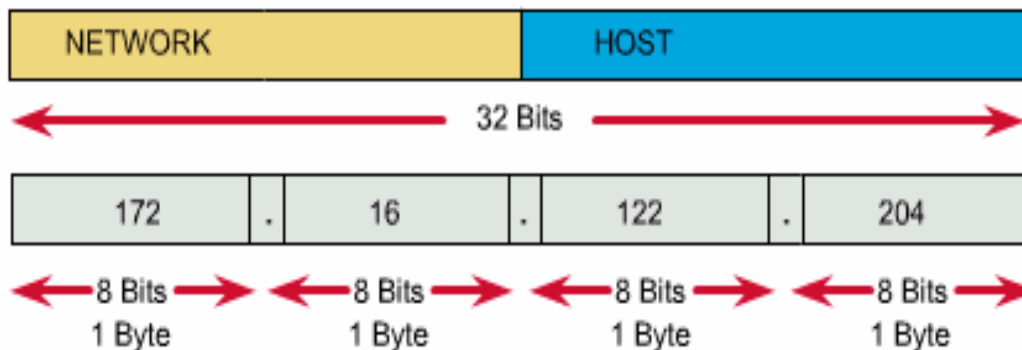 NETWORK HOST
32 Bits
172 . 16 . 122 . 204
8 Bits 8 Bits 8 Bits 8 Bits
1 Byte 1 Byte 1 Byte 1 Byte